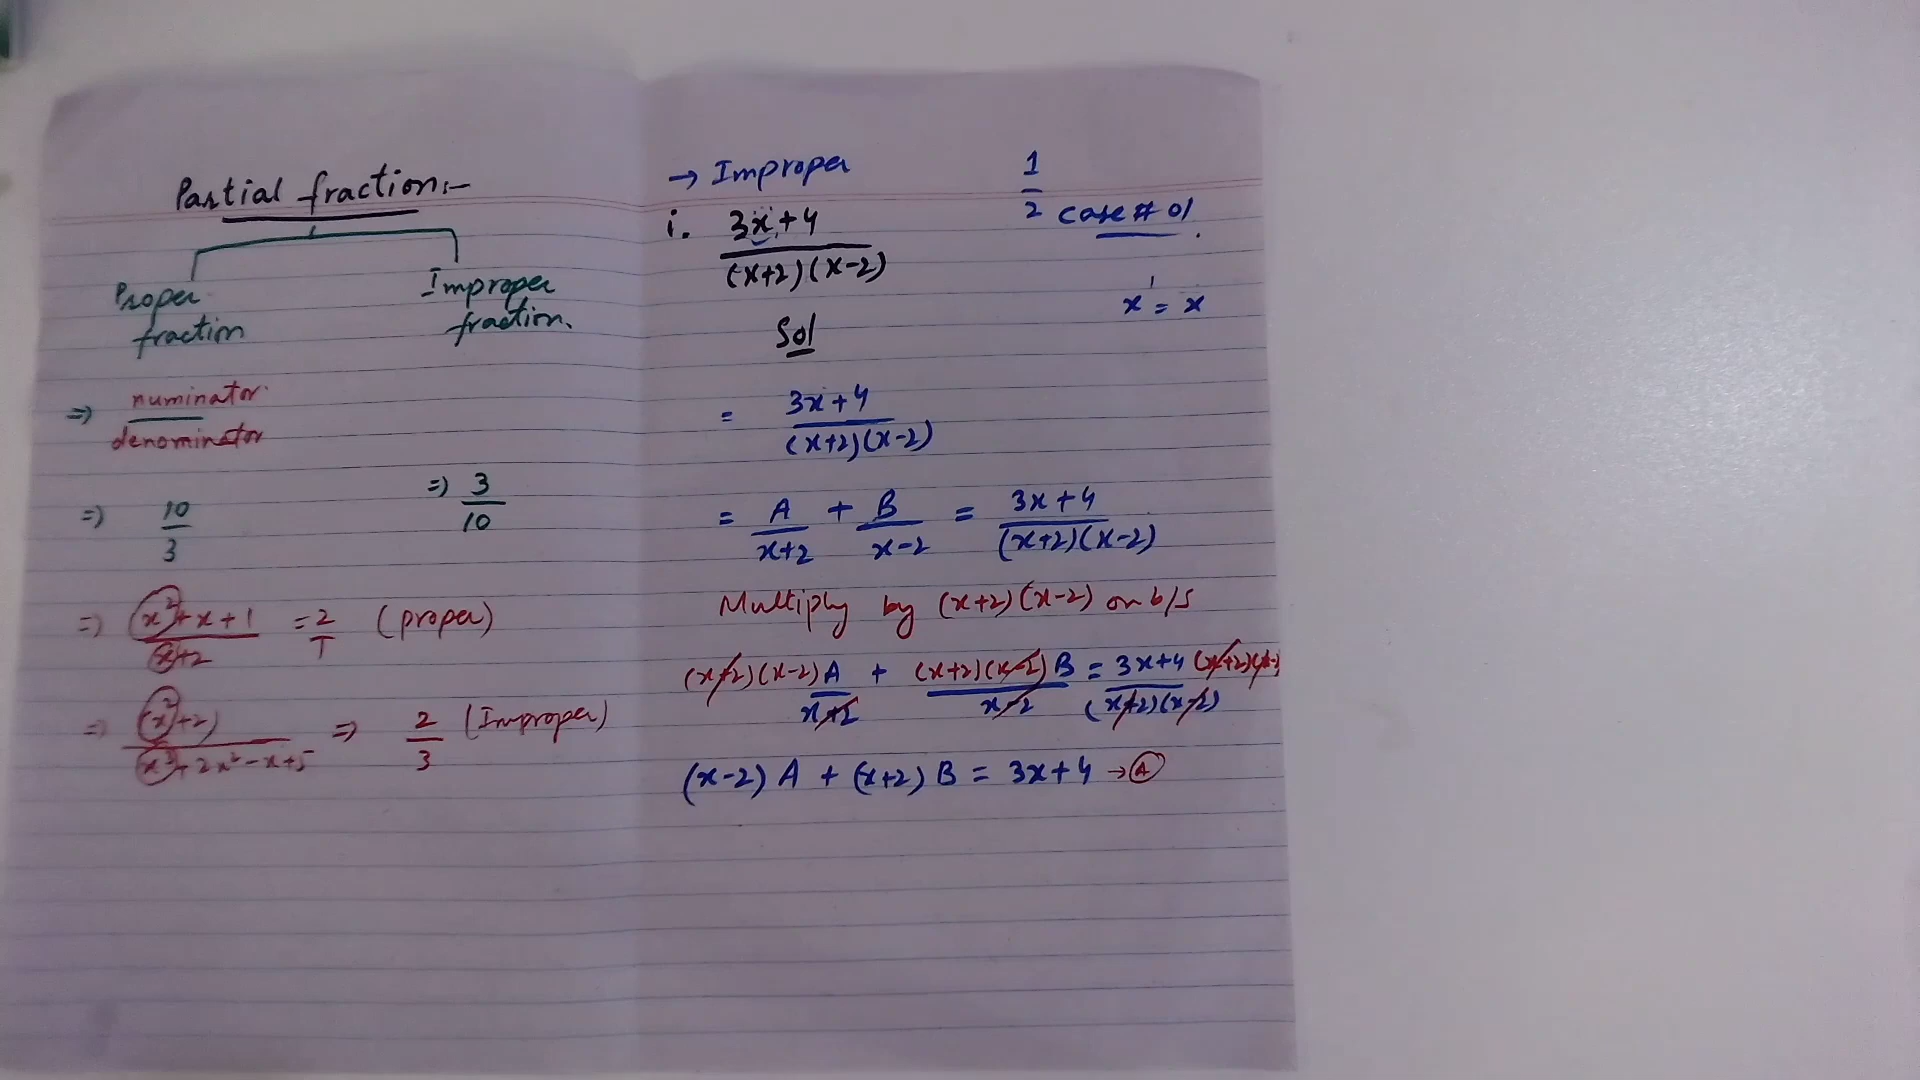 Partial fraction:-
Proper fraction
Improper fraction.
=> numinator / denominator
=> 10/3
=> 3/10
=> x²+x+1 / x+2 = 2/1 (proper)
=> (x²+2) / x³+2x²-x+5 => 2/3 (Improper)
→ Improper
1/2 case # 01.
i. 3x+4 / (x+2)(x-2)
x¹ = x
Sol
= 3x+4 / (x+2)(x-2)
= A/x+2 + B/x-2 = 3x+4 / (x+2)(x-2)
Multiply by (x+2)(x-2) on b/s
(x+2)(x-2)A / x+2 + (x+2)(x-2)B / x-2 = 3x+4 (x+2)(x-2) / (x+2)(x-2)
(x-2) A + (x+2) B = 3x+4 → A